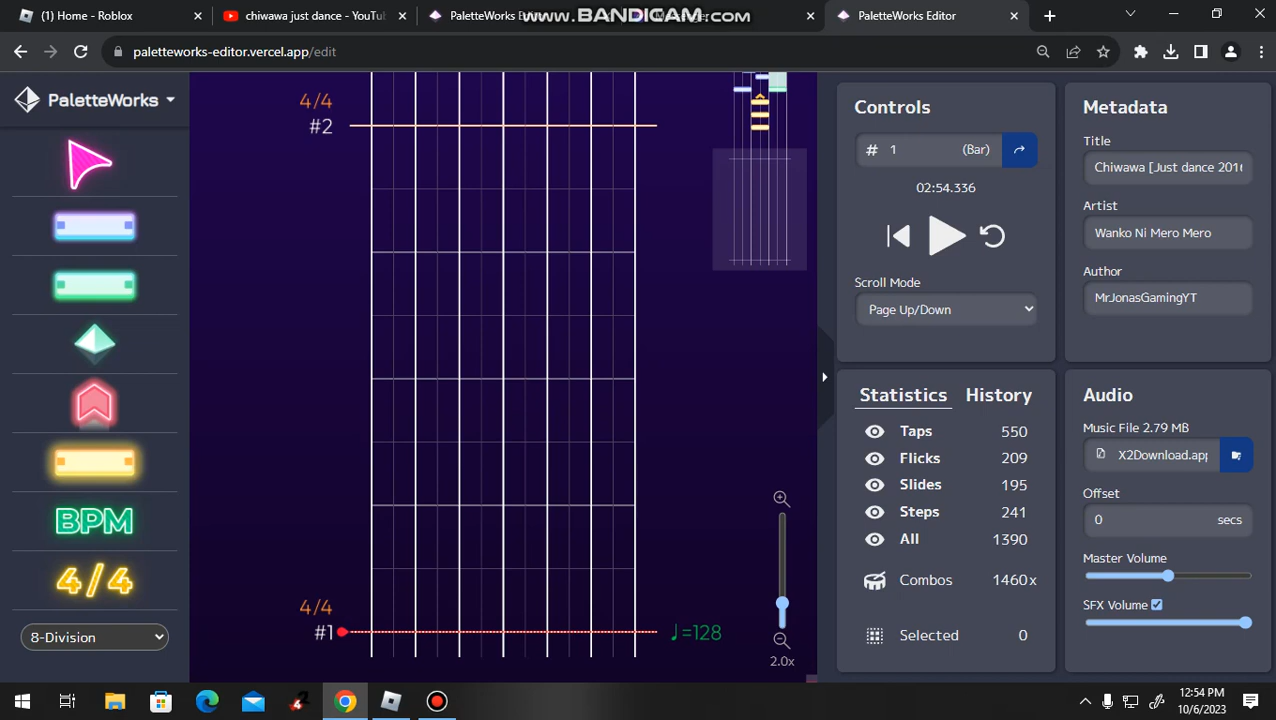 (1) Home - Roblox
chiwawa just dance - YouTu
PaletteWorks E
www.BANDICAM.com
PaletteWorks Editor
paletteworks-editor.vercel.app/edit
PaletteWorks
BPM
4/4
8-Division
4/4
#2
4/4
#1
=128
2.0x
Controls
# 1 (Bar)
02:54.336
Scroll Mode
Page Up/Down
Metadata
Title
Chiwawa [Just dance 2016
Artist
Wanko Ni Mero Mero
Author
MrJonasGamingYT
Statistics History
Taps 550
Flicks 209
Slides 195
Steps 241
All 1390
Combos 1460x
Selected 0
Audio
Music File 2.79 MB
X2Download.app
Offset
0 secs
Master Volume
SFX Volume
12:54 PM
10/6/2023